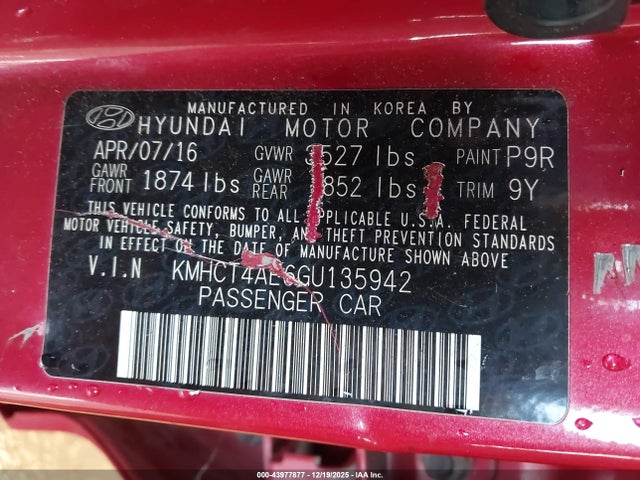 MANUFACTURED IN KOREA BY
HYUNDAI MOTOR COMPANY
APR/07/16 GVWR 3527 lbs PAINT P9R
GAWR FRONT 1874 lbs GAWR REAR 1852 lbs TRIM 9Y
THIS VEHICLE CONFORMS TO ALL APPLICABLE U.S.A. FEDERAL
MOTOR VEHICLE SAFETY, BUMPER, AND THEFT PREVENTION STANDARDS
IN EFFECT ON THE DATE OF MANUFACTURE SHOWN ABOVE
V.I.N KMHCT4AE6GU135942
PASSENGER CAR
000-43977877 - 12/19/2025 - IAA Inc.